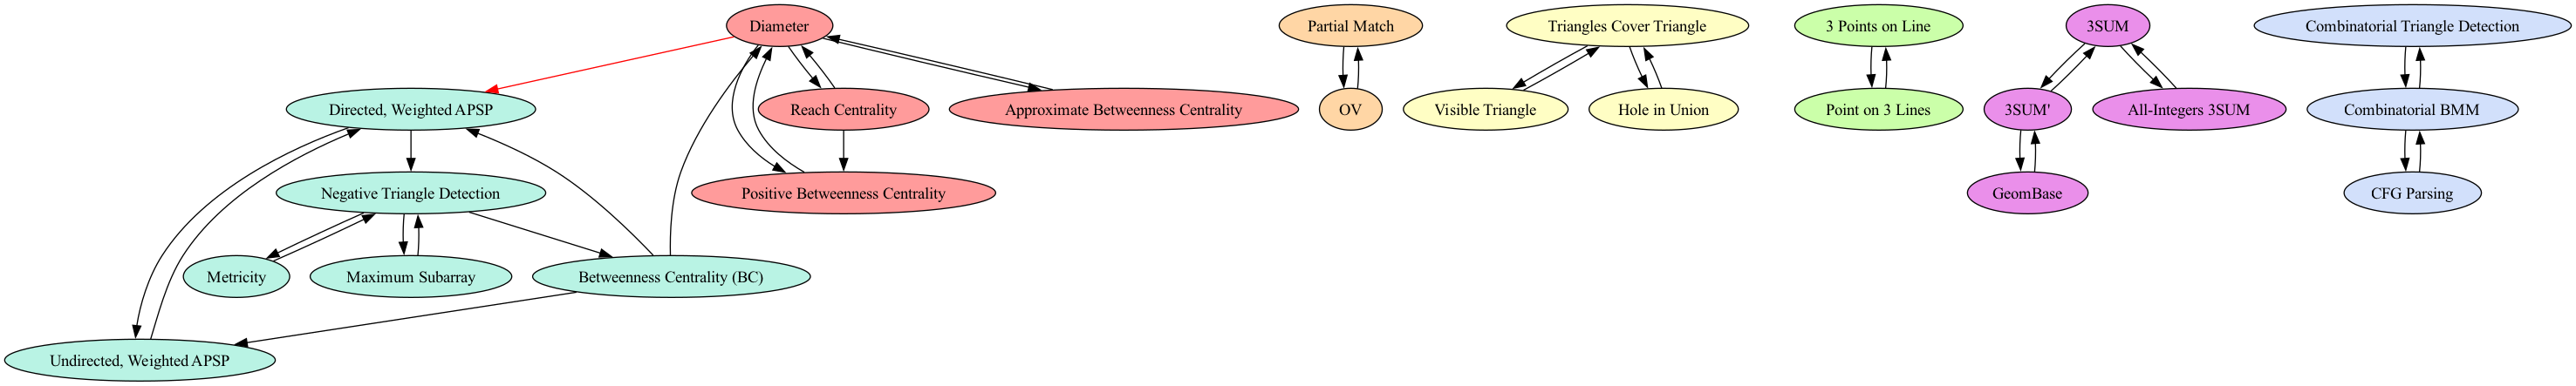 Diameter
Partial Match
Triangles Cover Triangle
3 Points on Line
3SUM
Combinatorial Triangle Detection
Directed, Weighted APSP
Reach Centrality
Approximate Betweenness Centrality
OV
Visible Triangle
Hole in Union
Point on 3 Lines
3SUM'
All-Integers 3SUM
Combinatorial BMM
Negative Triangle Detection
Positive Betweenness Centrality
GeomBase
CFG Parsing
Metricity
Maximum Subarray
Betweenness Centrality (BC)
Undirected, Weighted APSP